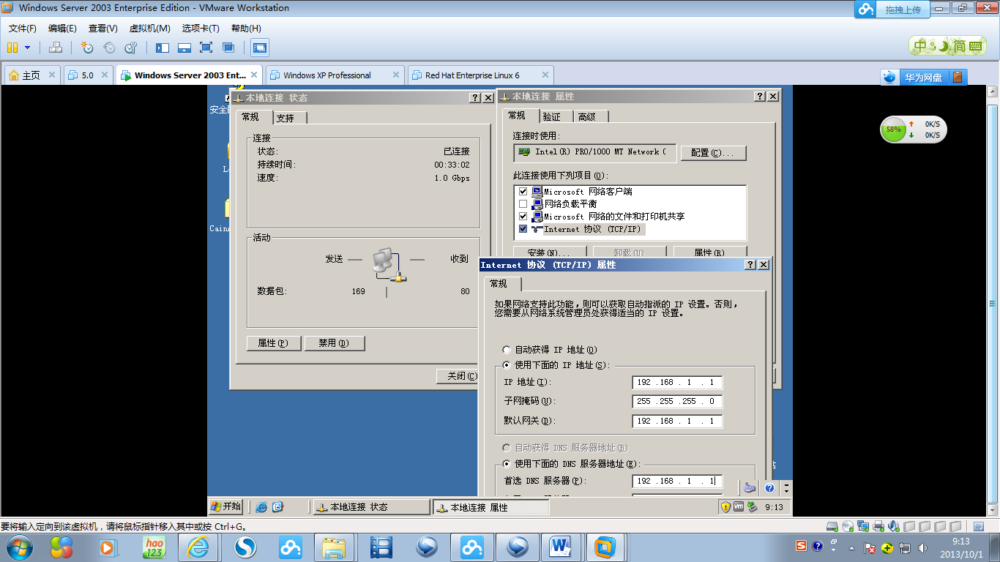 Windows Server 2003 Enterprise Edition - VMware Workstation
拖拽上传
文件(F) 编辑(E) 查看(V) 虚拟机(M) 选项卡(T) 帮助(H)
中 简
主页 5.0 Windows Server 2003 Ent... Windows XP Professional Red Hat Enterprise Linux 6
华为网盘
58% 0K/S
0K/S
本地连接 状态
常规 支持
连接
状态: 已连接
持续时间: 00:33:02
速度: 1.0 Gbps
活动
发送 收到
数据包: 169 80
属性(P) 禁用(D)
关闭(C)
本地连接 属性
常规 验证 高级
连接时使用:
Intel(R) PRO/1000 MT Network C 配置(C)...
此连接使用下列项目(O):
Microsoft 网络客户端
网络负载平衡
Microsoft 网络的文件和打印机共享
Internet 协议 (TCP/IP)
安装(N)... 卸载(U) 属性(R)
Internet 协议 (TCP/IP) 属性
常规
如果网络支持此功能，则可以获取自动指派的 IP 设置。否则，
您需要从网络系统管理员处获得适当的 IP 设置。
自动获得 IP 地址(O)
使用下面的 IP 地址(S):
IP 地址(I): 192 .168 . 1 . 1
子网掩码(U): 255 .255 .255 . 0
默认网关(D): 192 .168 . 1 . 1
自动获得 DNS 服务器地址(B)
使用下面的 DNS 服务器地址(E):
首选 DNS 服务器(P): 192 .168 . 1 . 1
安全
Cain
开始 本地连接 状态 本地连接 属性 9:13
要将输入定向到该虚拟机，请将鼠标指针移入其中或按 Ctrl+G。
hao
123
9:13
2013/10/1